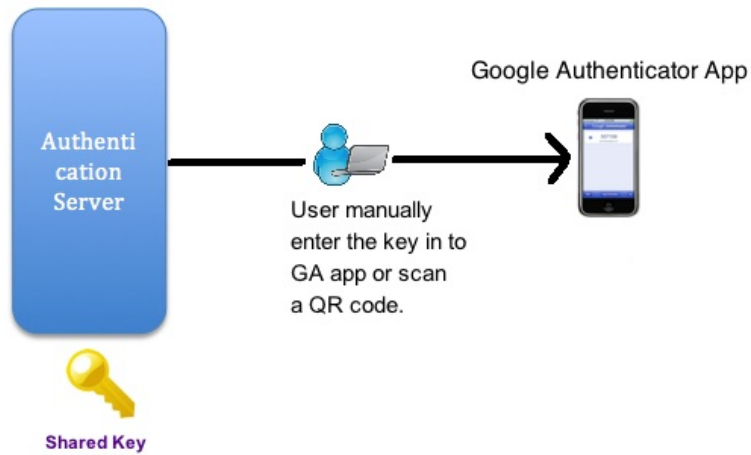 Google Authenticator App
Authenti
cation
Server
User manually
enter the key in to
GA app or scan
a QR code.
Shared Key